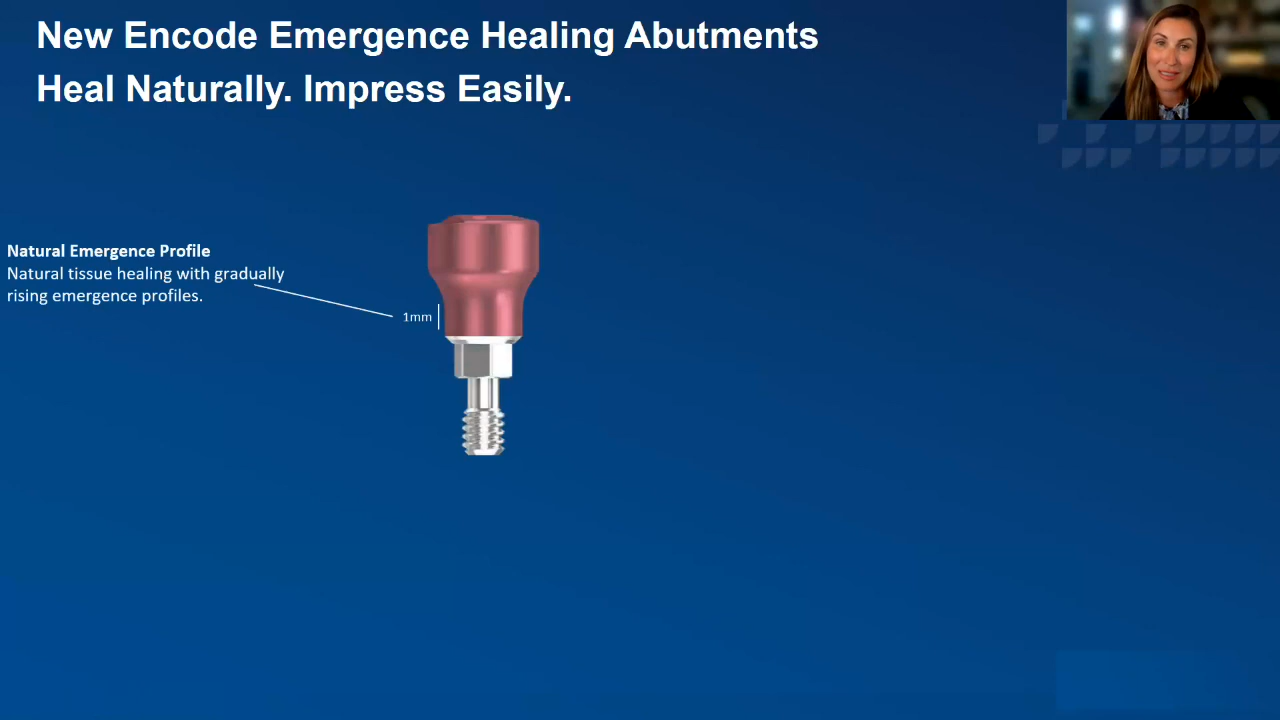 New Encode Emergence Healing Abutments
Heal Naturally. Impress Easily.
Natural Emergence Profile
Natural tissue healing with gradually
rising emergence profiles.
1mm